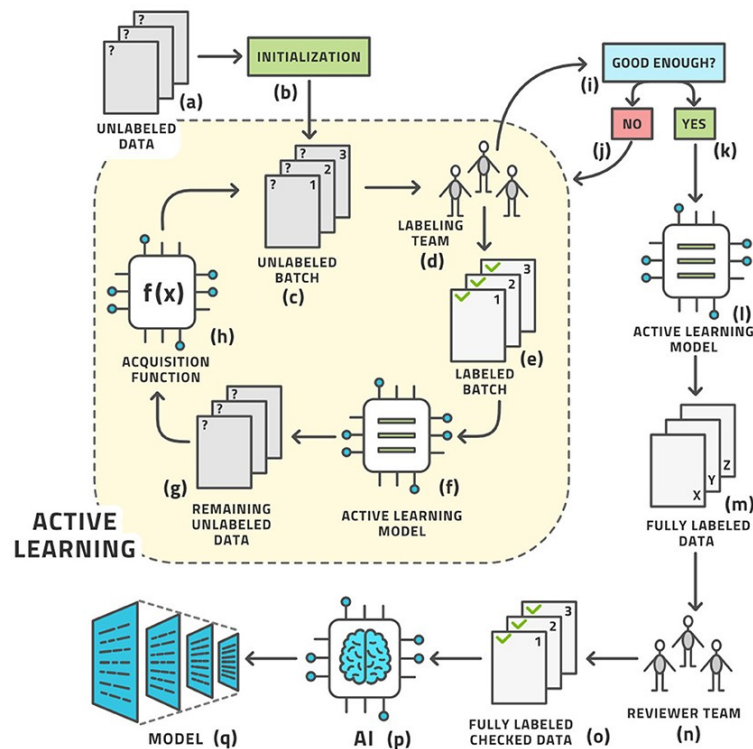 ?
?
?
(a)
UNLABELED
DATA
INITIALIZATION
(b)
? 3
? 2
? 1
UNLABELED
BATCH
(c)
LABELING
TEAM
(d)
GOOD ENOUGH?
(i)
NO
(j)
YES
(k)
3
2
1
(e)
LABELED
BATCH
f(x)
(h)
ACQUISITION
FUNCTION
?
?
?
(g)
REMAINING
UNLABELED
DATA
(f)
ACTIVE LEARNING
MODEL
ACTIVE
LEARNING
(l)
ACTIVE LEARNING
MODEL
Z
Y
X
(m)
FULLY LABELED
DATA
REVIEWER TEAM
(n)
3
2
1
FULLY LABELED
CHECKED DATA
(o)
AI (p)
MODEL (q)